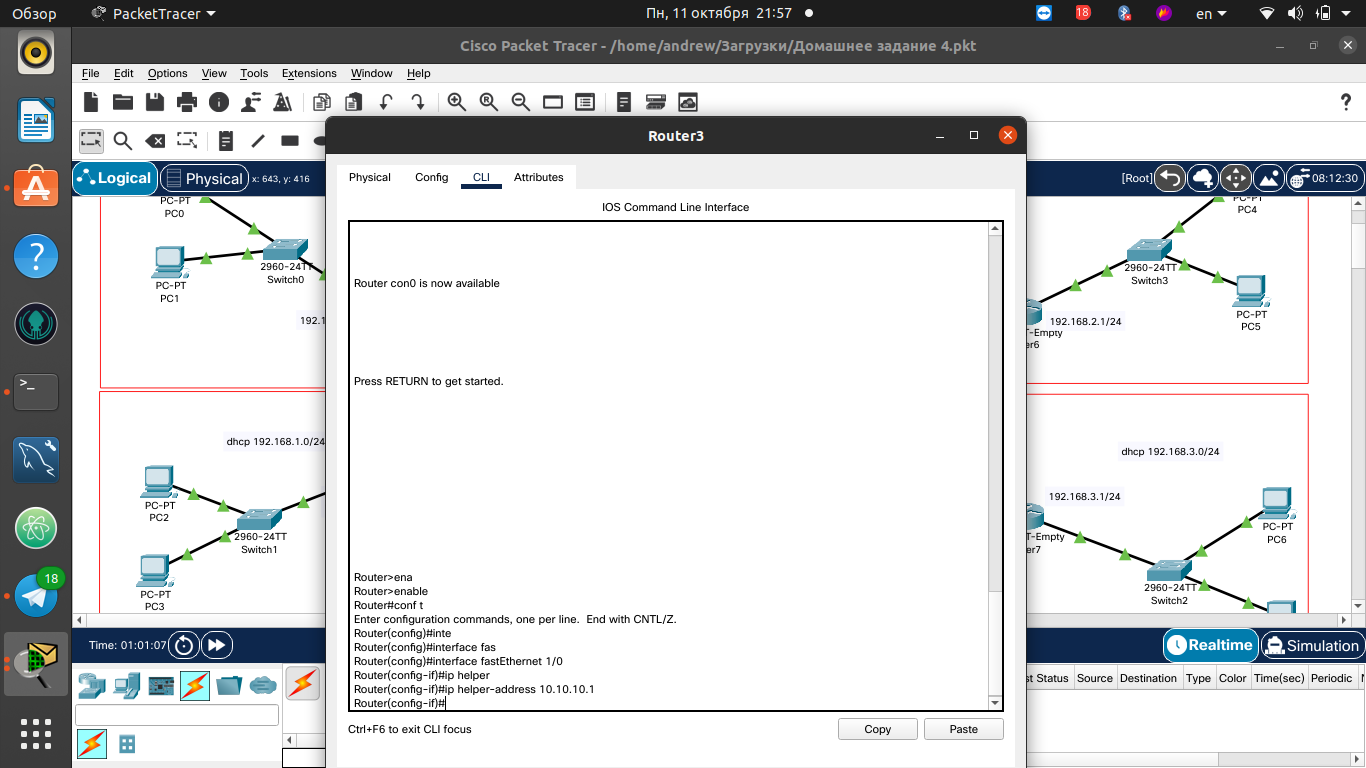 Обзор
PacketTracer
Пн, 11 октября 21:57
18
en
Cisco Packet Tracer - /home/andrew/Загрузки/Домашнее задание 4.pkt
File Edit Options View Tools Extensions Window Help
Router3
Logical
Physical
x: 643, y: 416
[Root]
08:12:30
Physical Config CLI Attributes
IOS Command Line Interface
Router con0 is now available
Press RETURN to get started.
Router>ena
Router>enable
Router#conf t
Enter configuration commands, one per line. End with CNTL/Z.
Router(config)#inte
Router(config)#interface fas
Router(config)#interface fastEthernet 1/0
Router(config-if)#ip helper
Router(config-if)#ip helper-address 10.10.10.1
Router(config-if)#
Ctrl+F6 to exit CLI focus
Copy
Paste
PC-PT
PC0
PC-PT
PC1
2960-24TT
Switch0
192.1
dhcp 192.168.1.0/24
PC-PT
PC2
2960-24TT
Switch1
PC-PT
PC3
PC-PT
PC4
2960-24TT
Switch3
PC-PT
PC5
192.168.2.1/24
T-Empty
er6
dhcp 192.168.3.0/24
192.168.3.1/24
T-Empty
er7
PC-PT
PC6
2960-24TT
Switch2
18
Time: 01:01:07
Realtime
Simulation
st Status Source Destination Type Color Time(sec) Periodic